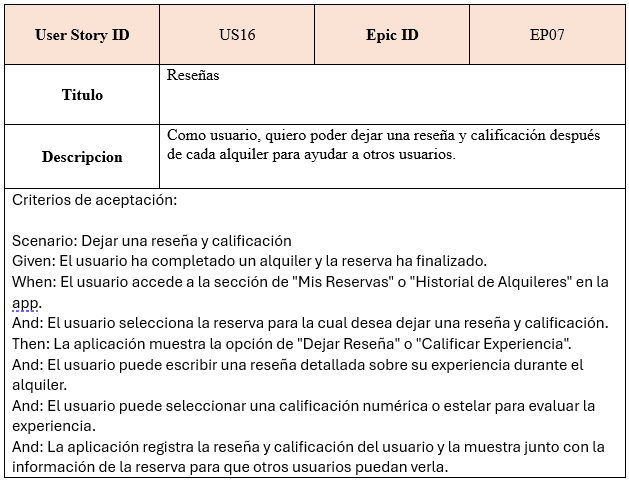 User Story ID US16 Epic ID EP07
Titulo Reseñas
Descripcion Como usuario, quiero poder dejar una reseña y calificación después
de cada alquiler para ayudar a otros usuarios.
Criterios de aceptación:
Scenario: Dejar una reseña y calificación
Given: El usuario ha completado un alquiler y la reserva ha finalizado.
When: El usuario accede a la sección de "Mis Reservas" o "Historial de Alquileres" en la
app.
And: El usuario selecciona la reserva para la cual desea dejar una reseña y calificación.
Then: La aplicación muestra la opción de "Dejar Reseña" o "Calificar Experiencia".
And: El usuario puede escribir una reseña detallada sobre su experiencia durante el
alquiler.
And: El usuario puede seleccionar una calificación numérica o estelar para evaluar la
experiencia.
And: La aplicación registra la reseña y calificación del usuario y la muestra junto con la
información de la reserva para que otros usuarios puedan verla.